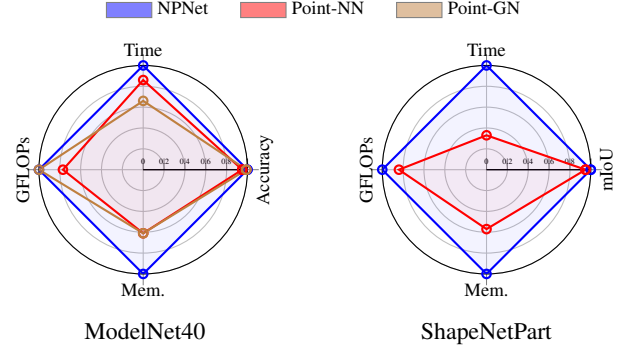 NPNet Point-NN Point-GN
Time Time
GFLOPs 0 0.2 0.4 0.6 0.8 Accuracy GFLOPs 0 0.2 0.4 0.6 0.8 mIoU
Mem. Mem.
ModelNet40 ShapeNetPart